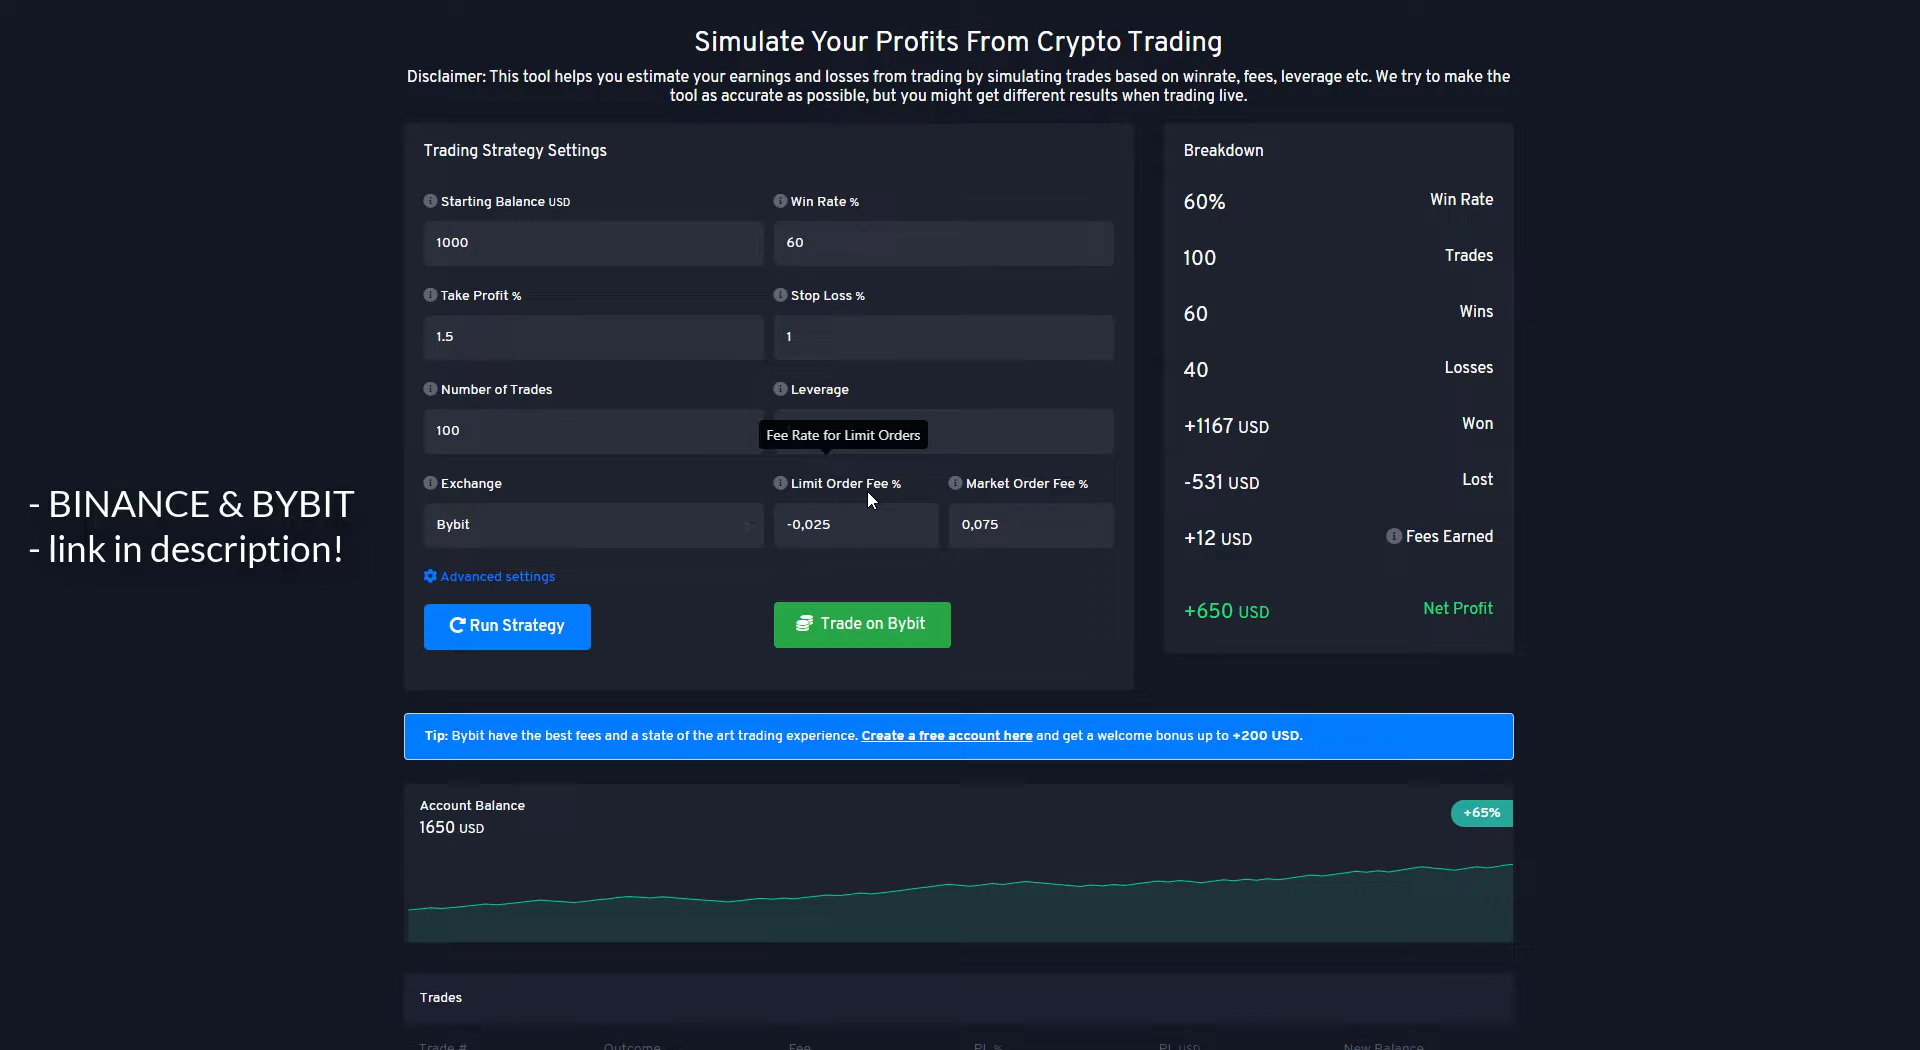 Simulate Your Profits From Crypto Trading
Disclaimer: This tool helps you estimate your earnings and losses from trading by simulating trades based on winrate, fees, leverage etc. We try to make the
tool as accurate as possible, but you might get different results when trading live.
Trading Strategy Settings
Starting Balance USD
Win Rate %
1000
60
Take Profit %
Stop Loss %
1.5
1
Number of Trades
Leverage
100
Fee Rate for Limit Orders
Exchange
Limit Order Fee %
Market Order Fee %
Bybit
-0,025
0,075
Advanced settings
Run Strategy
Trade on Bybit
Breakdown
60% Win Rate
100 Trades
60 Wins
40 Losses
+1167 USD Won
-531 USD Lost
+12 USD Fees Earned
+650 USD Net Profit
- BINANCE & BYBIT
- link in description!
Tip: Bybit have the best fees and a state of the art trading experience. Create a free account here and get a welcome bonus up to +200 USD.
Account Balance
1650 USD
+65%
Trades
Trade # Outcome Fee PL % PL USD New Balance